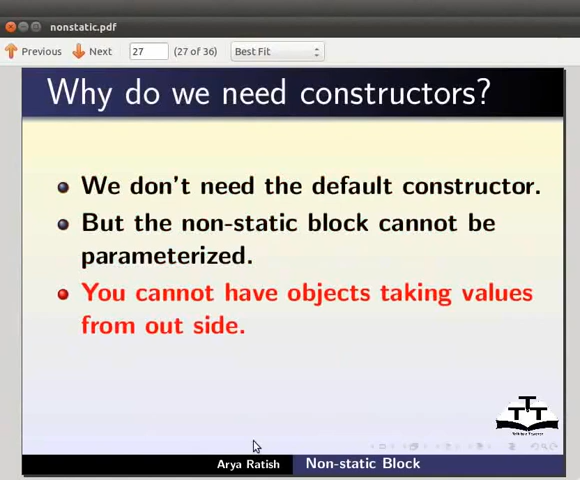 nonstatic.pdf
Previous Next 27 (27 of 36) Best Fit
Why do we need constructors?
We don't need the default constructor.
But the non-static block cannot be
parameterized.
You cannot have objects taking values
from out side.
Arya Ratish Non-static Block